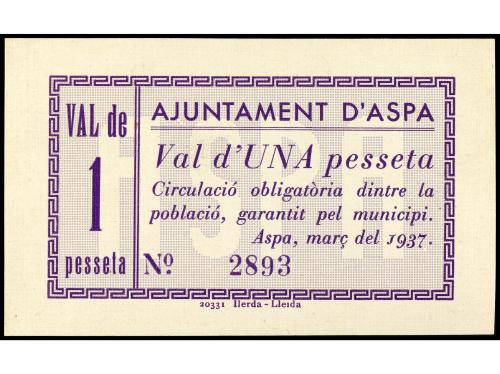 VAL de
1
pesseta
AJUNTAMENT D'ASPA
Val d'UNA pesseta
Circulació obligatòria dintre la
població, garantit pel municipi.
Aspa, març del 1937.
Nº 2893
20331 Ilerda - Lleida